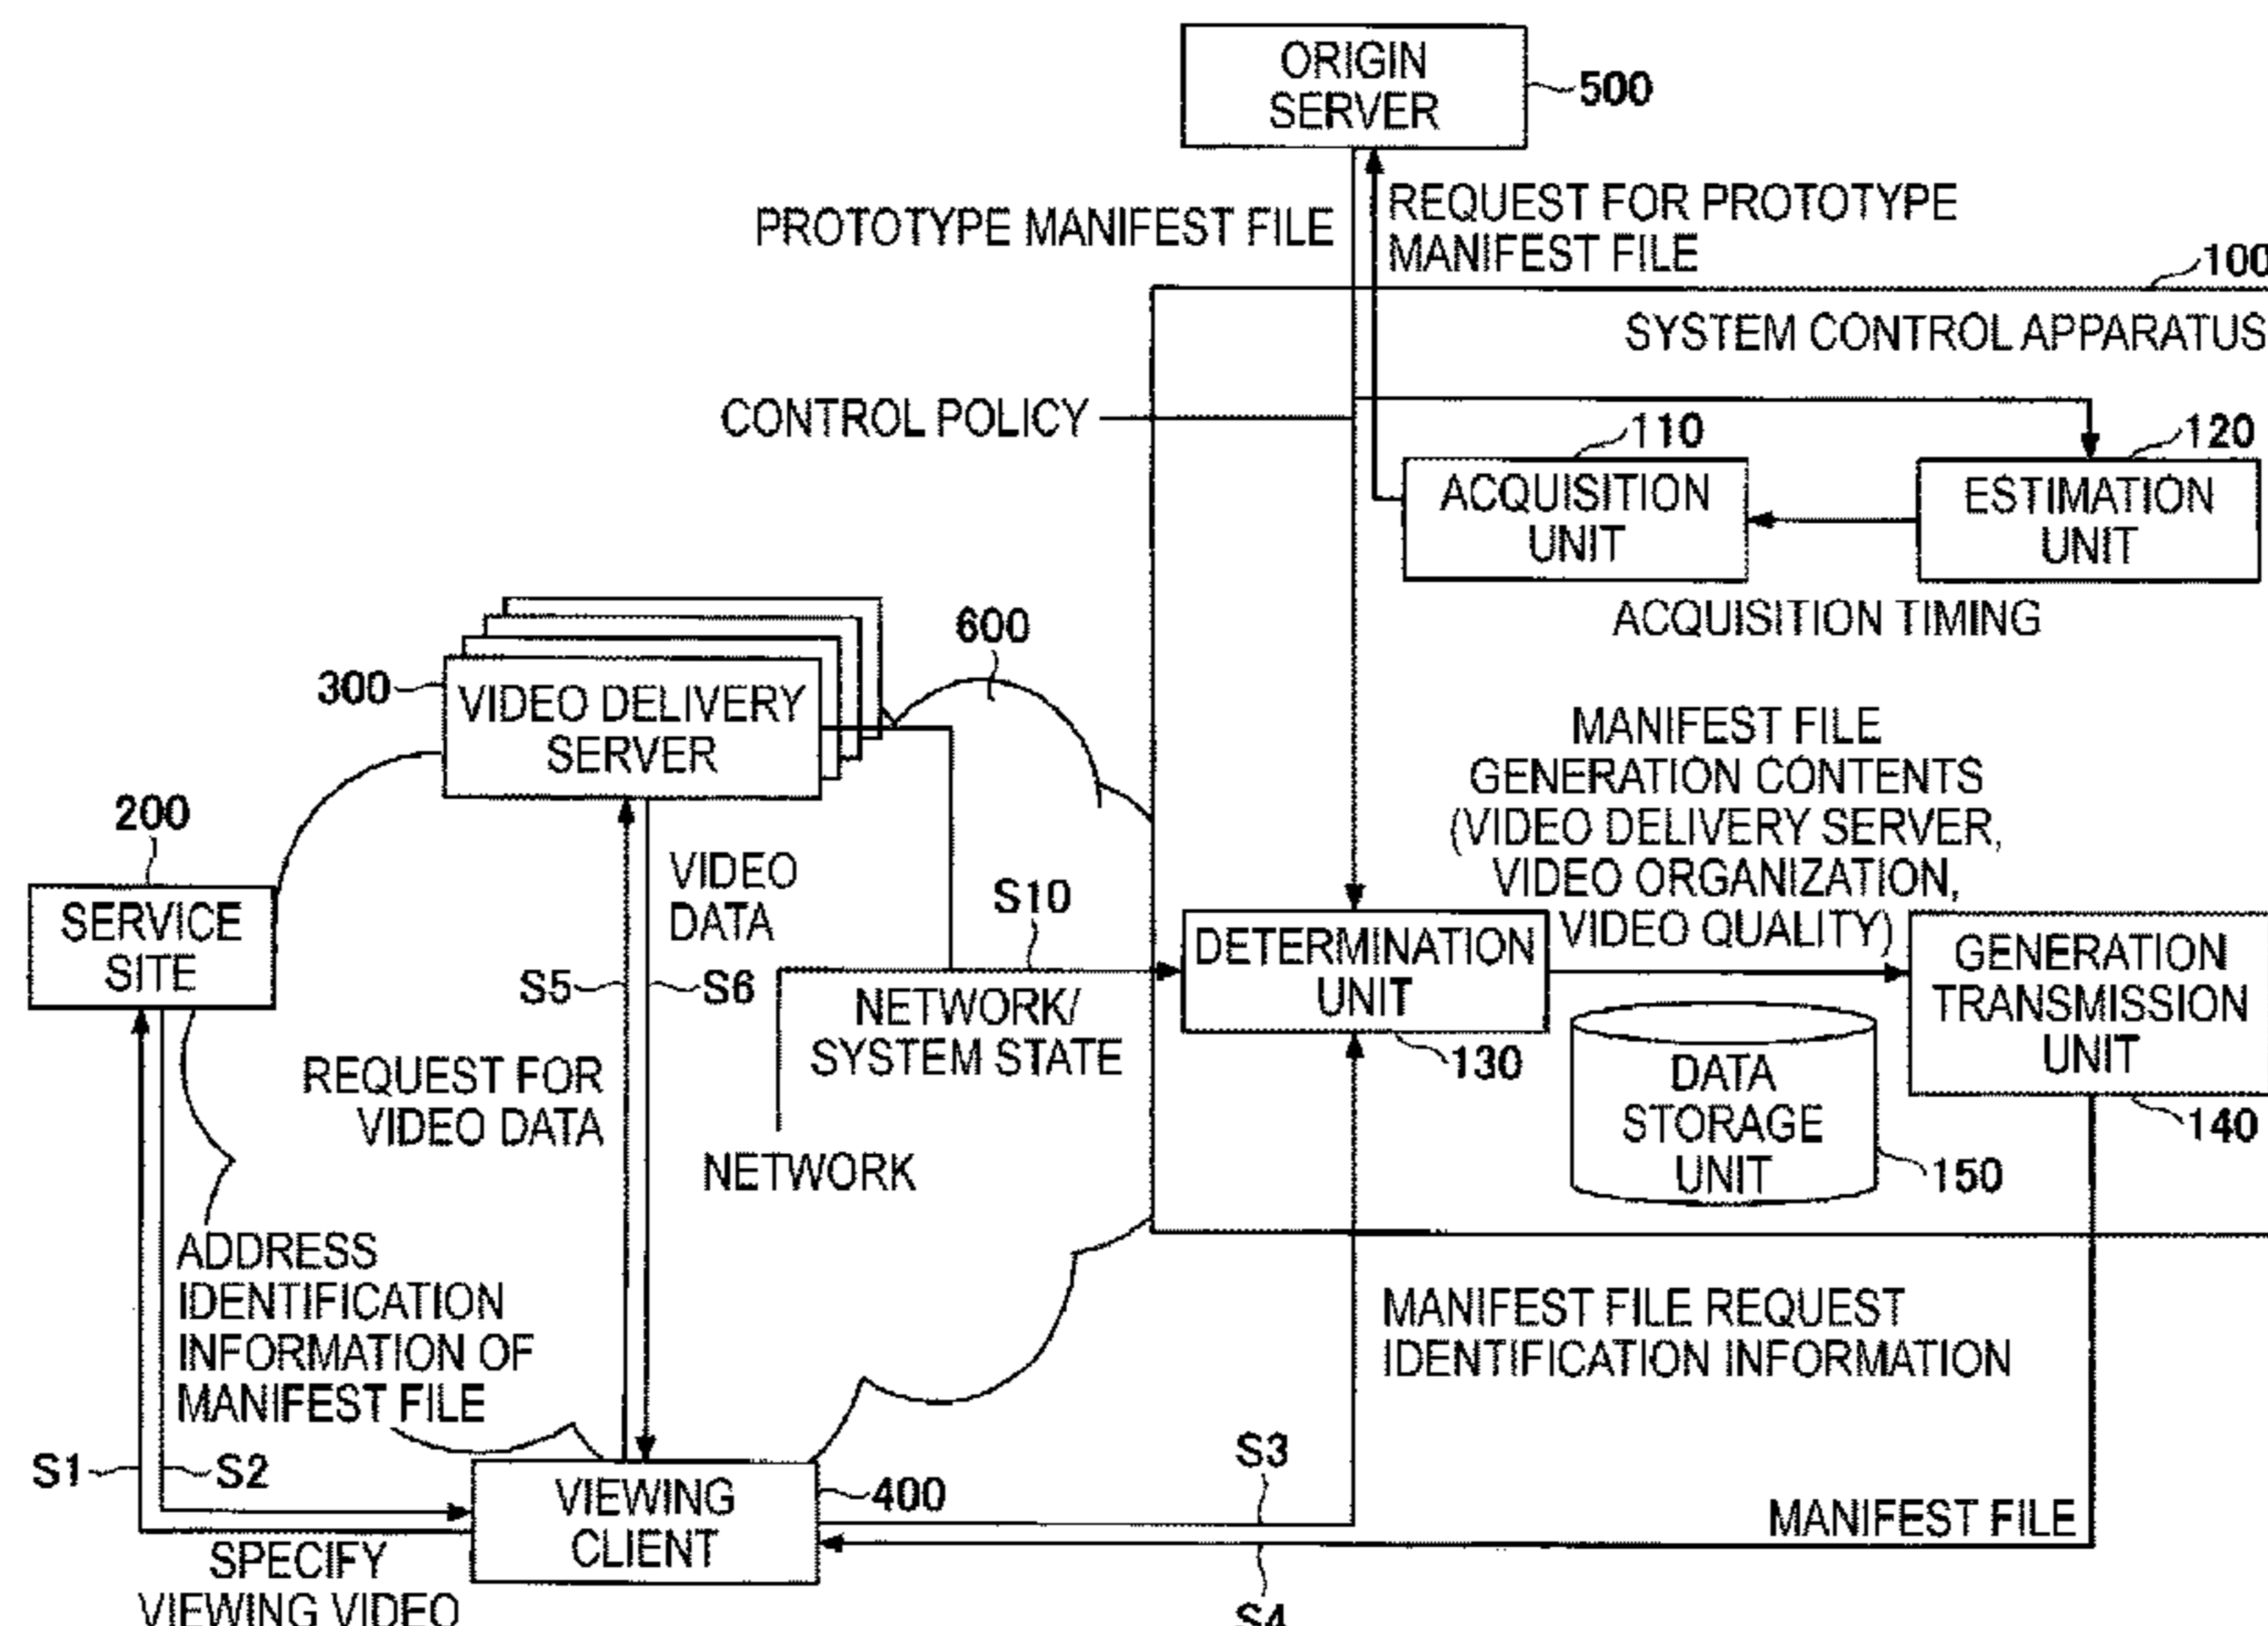 ORIGIN
SERVER
500
PROTOTYPE MANIFEST FILE
REQUEST FOR PROTOTYPE
MANIFEST FILE
100
SYSTEM CONTROL APPARATUS
CONTROL POLICY
110
120
ACQUISITION
UNIT
ESTIMATION
UNIT
ACQUISITION TIMING
600
300
VIDEO DELIVERY
SERVER
MANIFEST FILE
GENERATION CONTENTS
(VIDEO DELIVERY SERVER,
VIDEO ORGANIZATION,
VIDEO QUALITY)
200
SERVICE
SITE
VIDEO
DATA
S10
DETERMINATION
UNIT
130
GENERATION
TRANSMISSION
UNIT
140
S5
S6
NETWORK/
SYSTEM STATE
DATA
STORAGE
UNIT
150
REQUEST FOR
VIDEO DATA
NETWORK
ADDRESS
IDENTIFICATION
INFORMATION OF
MANIFEST FILE
MANIFEST FILE REQUEST
IDENTIFICATION INFORMATION
S1
S2
VIEWING
CLIENT
400
S3
MANIFEST FILE
SPECIFY
VIEWING VIDEO
S4